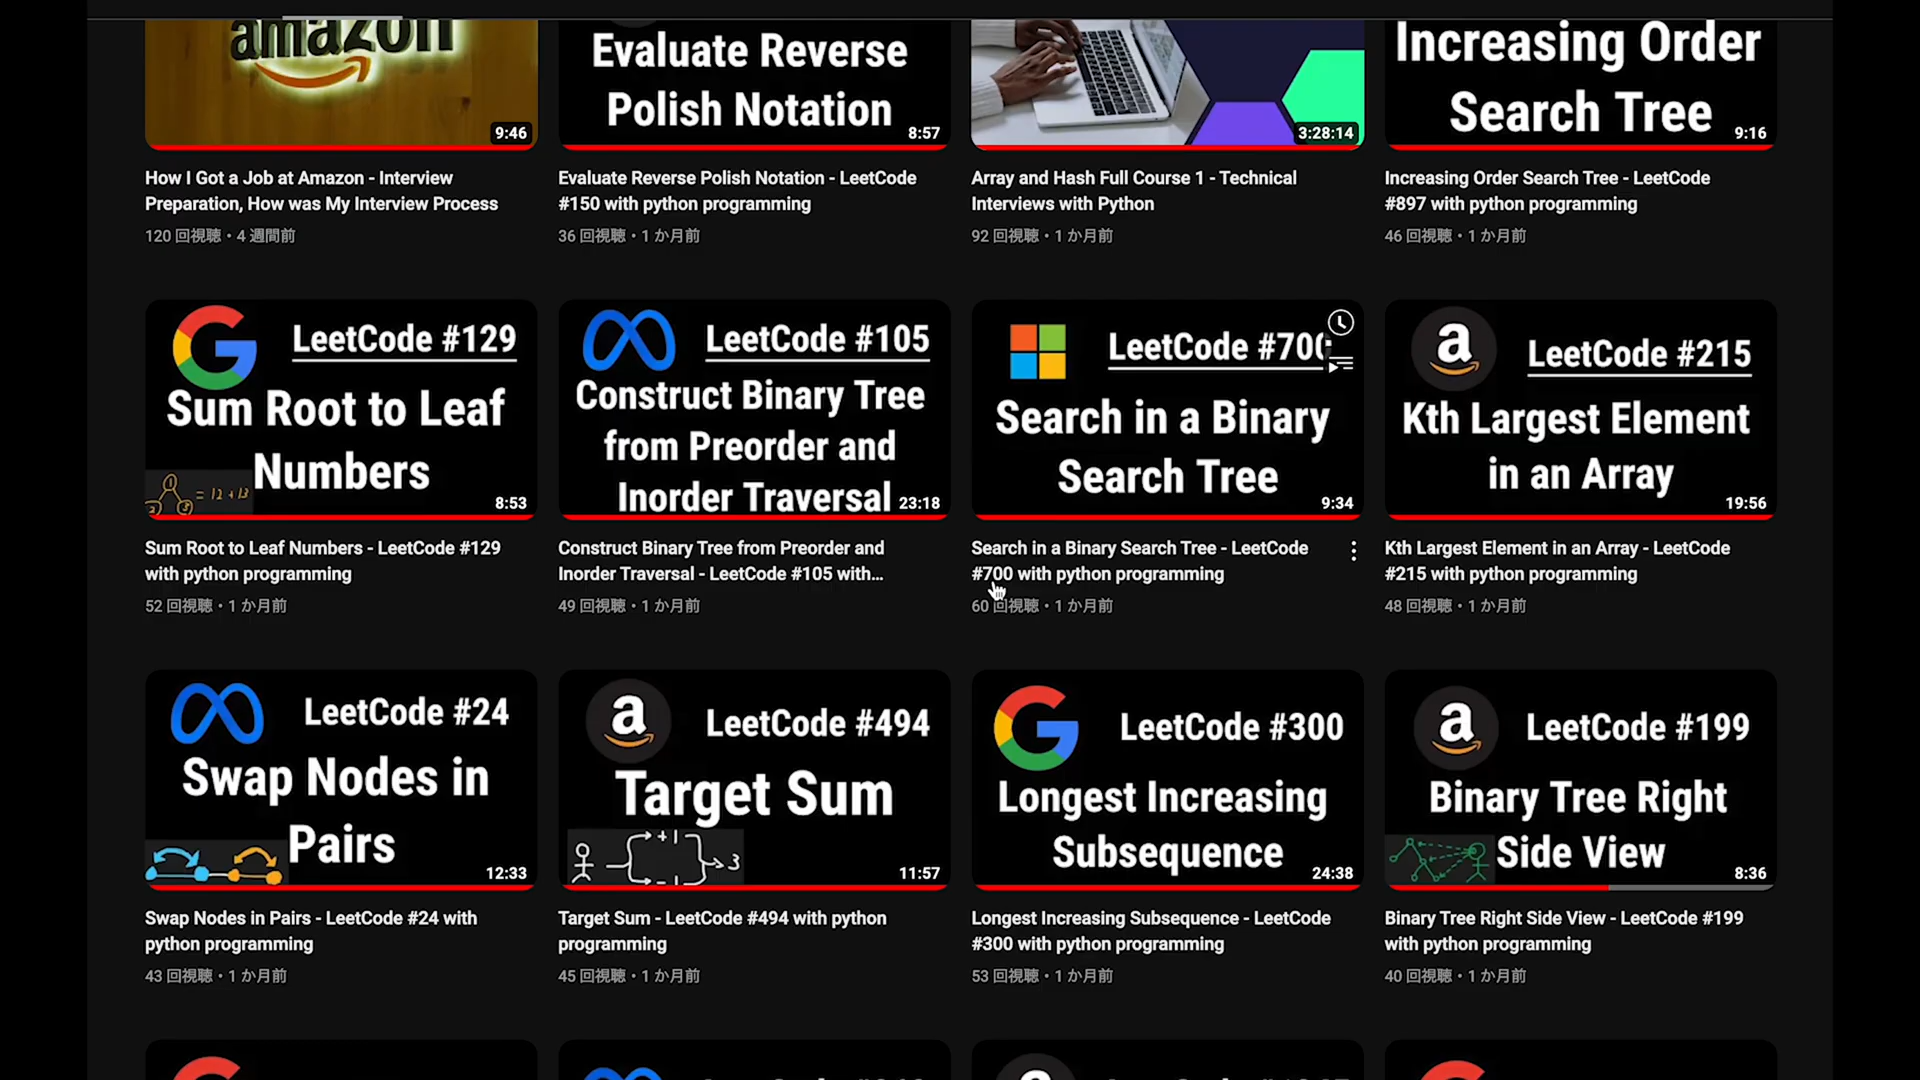 amazon
9:46
Evaluate Reverse
Polish Notation
8:57
3:28:14
Increasing Order
Search Tree
9:16
How I Got a Job at Amazon - Interview
Preparation, How was My Interview Process
120 回視聴・4 週間前
Evaluate Reverse Polish Notation - LeetCode
#150 with python programming
36 回視聴・1 か月前
Array and Hash Full Course 1 - Technical
Interviews with Python
92 回視聴・1 か月前
Increasing Order Search Tree - LeetCode
#897 with python programming
46 回視聴・1 か月前
LeetCode #129
Sum Root to Leaf
Numbers
= 12 + 13
8:53
LeetCode #105
Construct Binary Tree
from Preorder and
Inorder Traversal
23:18
LeetCode #700
Search in a Binary
Search Tree
9:34
a
LeetCode #215
Kth Largest Element
in an Array
19:56
Sum Root to Leaf Numbers - LeetCode #129
with python programming
52 回視聴・1 か月前
Construct Binary Tree from Preorder and
Inorder Traversal - LeetCode #105 with...
49 回視聴・1 か月前
Search in a Binary Search Tree - LeetCode
#700 with python programming
60 回視聴・1 か月前
Kth Largest Element in an Array - LeetCode
#215 with python programming
48 回視聴・1 か月前
LeetCode #24
Swap Nodes in
Pairs
12:33
a
LeetCode #494
Target Sum
+1
-1
3
11:57
LeetCode #300
Longest Increasing
Subsequence
24:38
a
LeetCode #199
Binary Tree Right
Side View
8:36
Swap Nodes in Pairs - LeetCode #24 with
python programming
43 回視聴・1 か月前
Target Sum - LeetCode #494 with python
programming
45 回視聴・1 か月前
Longest Increasing Subsequence - LeetCode
#300 with python programming
53 回視聴・1 か月前
Binary Tree Right Side View - LeetCode #199
with python programming
40 回視聴・1 か月前